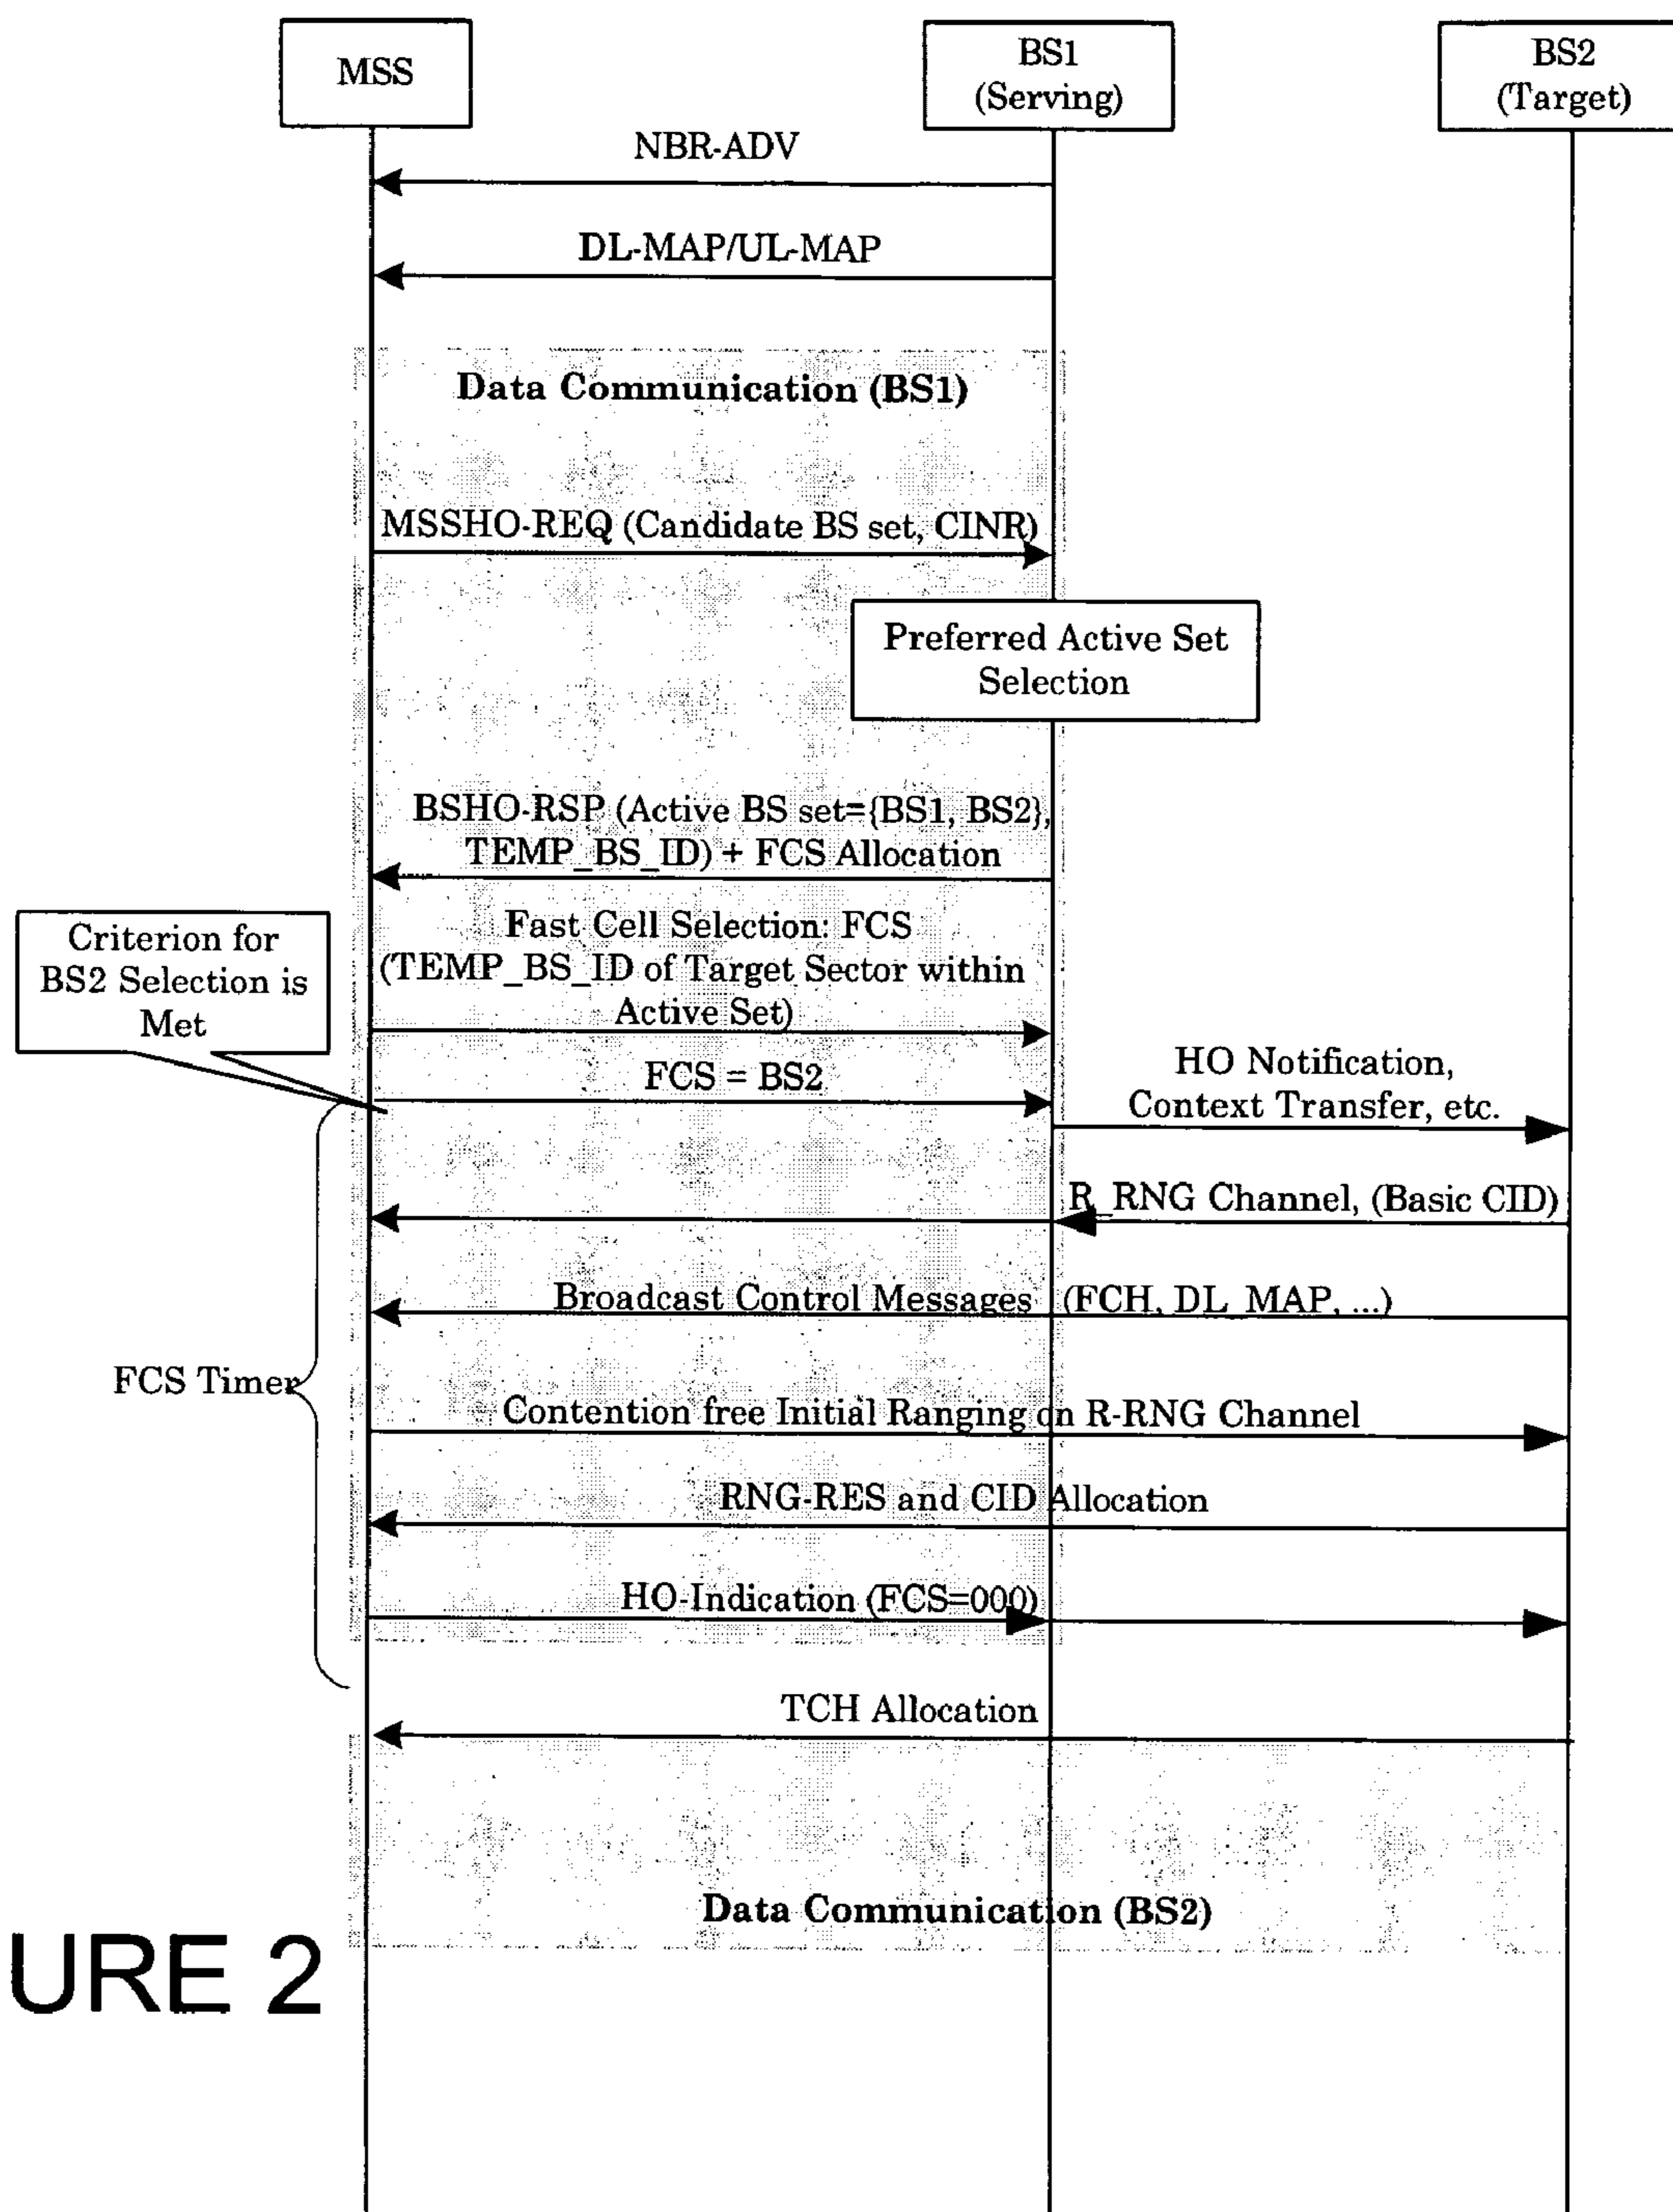 MSS
BS1
(Serving)
BS2
(Target)
NBR-ADV
DL-MAP/UL-MAP
Data Communication (BS1)
MSSHO-REQ (Candidate BS set, CINR)
Preferred Active Set
Selection
BSHO-RSP (Active BS set={BS1, BS2},
TEMP_BS_ID) + FCS Allocation
Criterion for
BS2 Selection is
Met
Fast Cell Selection: FCS
(TEMP_BS_ID of Target Sector within
Active Set)
FCS = BS2
HO Notification,
Context Transfer, etc.
R_RNG Channel, (Basic CID)
Broadcast Control Messages (FCH, DL_MAP, ...)
FCS Timer
Contention free Initial Ranging on R-RNG Channel
RNG-RES and CID Allocation
HO-Indication (FCS=000)
TCH Allocation
Data Communication (BS2)
URE 2